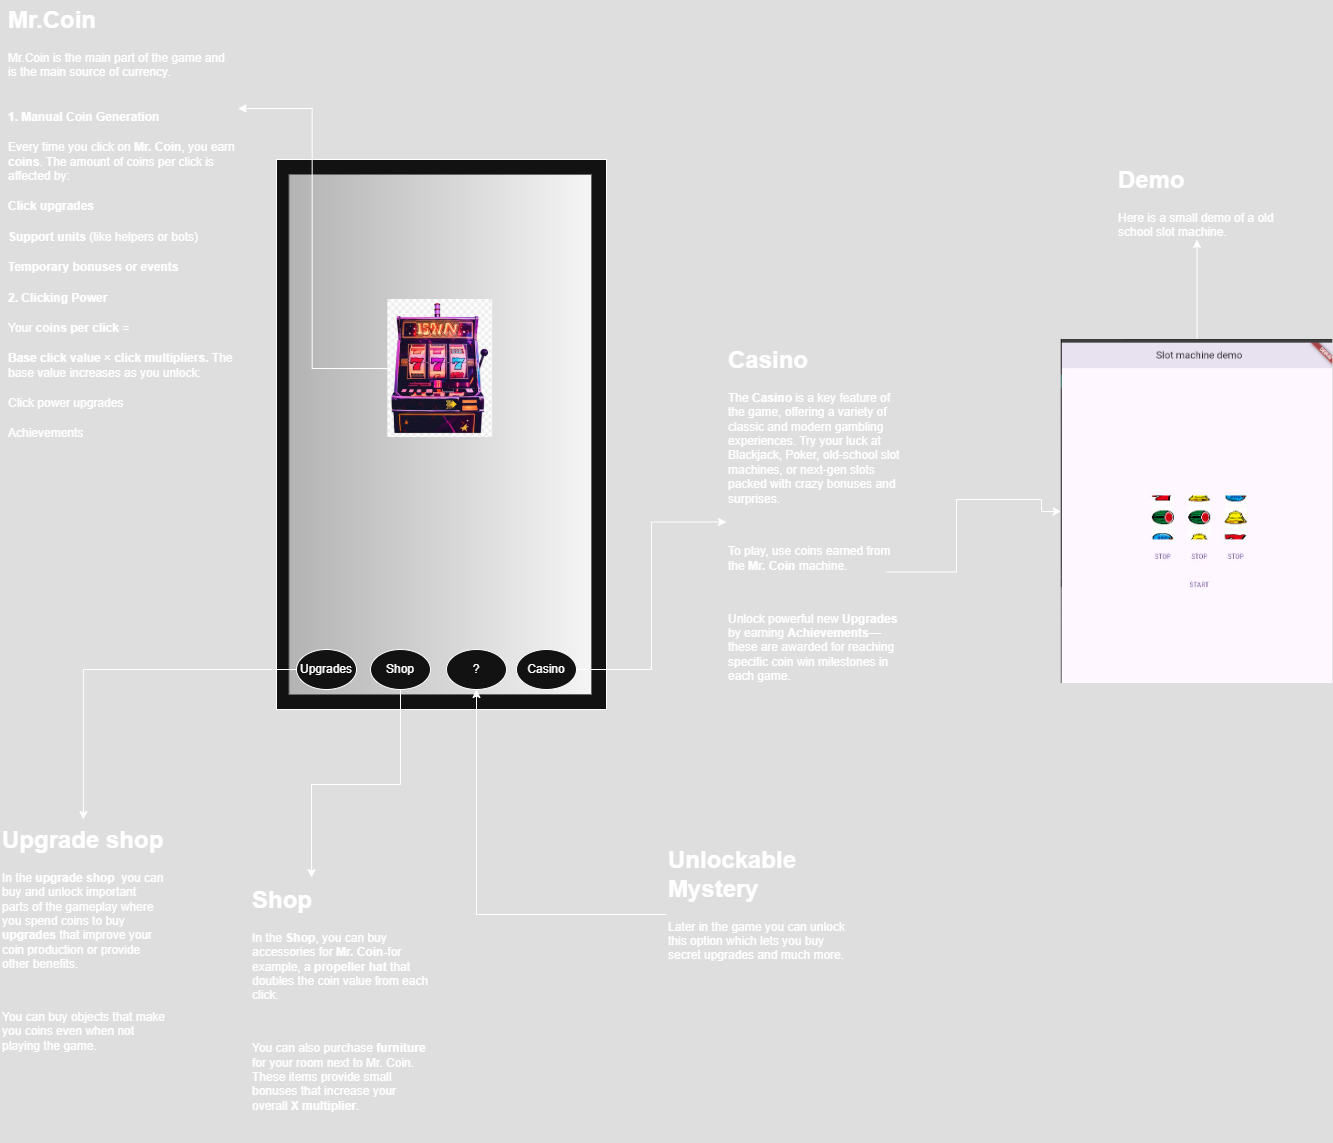 Mr.Coin
Mr.Coin is the main part of the game and
is the main source of currency.
1. Manual Coin Generation
Every time you click on Mr. Coin, you earn
coins. The amount of coins per click is
affected by:
Click upgrades
Support units (like helpers or bots)
Temporary bonuses or events
2. Clicking Power
Your coins per click =
Base click value × click multipliers. The
base value increases as you unlock:
Click power upgrades
Achievements
7 7 7
Upgrades
Shop
?
Casino
Casino
The Casino is a key feature of
the game, offering a variety of
classic and modern gambling
experiences. Try your luck at
Blackjack, Poker, old-school slot
machines, or next-gen slots
packed with crazy bonuses and
surprises.
To play, use coins earned from
the Mr. Coin machine.
Unlock powerful new Upgrades
by earning Achievements—
these are awarded for reaching
specific coin win milestones in
each game.
Demo
Here is a small demo of a old
school slot machine.
Slot machine demo
STOP STOP STOP
START
Upgrade shop
In the upgrade shop you can
buy and unlock important
parts of the gameplay where
you spend coins to buy
upgrades that improve your
coin production or provide
other benefits.
You can buy objects that make
you coins even when not
playing the game.
Shop
In the Shop, you can buy
accessories for Mr. Coin-for
example, a propeller hat that
doubles the coin value from each
click.
You can also purchase furniture
for your room next to Mr. Coin.
These items provide small
bonuses that increase your
overall X multiplier.
Unlockable
Mystery
Later in the game you can unlock
this option which lets you buy
secret upgrades and much more.